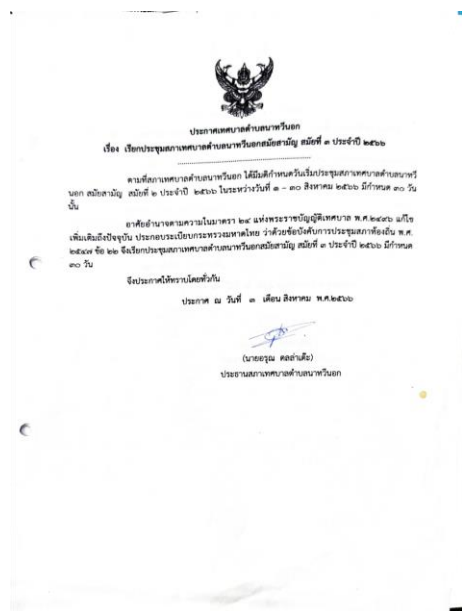 ประกาศเทศบาลตำบลนาทวีนอก
เรื่อง เรียกประชุมสภาเทศบาลตำบลนาทวีนอกสมัยสามัญ สมัยที่ ๓ ประจำปี ๒๕๖๖
ตามที่สภาเทศบาลตำบลนาทวีนอก ได้มีมติกำหนดวันเริ่มประชุมสภาเทศบาลตำบลนาทวี
นอก สมัยสามัญ สมัยที่ ๒ ประจำปี ๒๕๖๖ ในระหว่างวันที่ ๑ – ๓๐ สิงหาคม ๒๕๖๖ มีกำหนด ๓๐ วัน
นั้น
อาศัยอำนาจตามความในมาตรา ๒๔ แห่งพระราชบัญญัติเทศบาล พ.ศ.๒๔๙๖ แก้ไข
เพิ่มเติมถึงปัจจุบัน ประกอบระเบียบกระทรวงมหาดไทย ว่าด้วยข้อบังคับการประชุมสภาท้องถิ่น พ.ศ.
๒๕๔๗ ข้อ ๒๒ จึงเรียกประชุมสภาเทศบาลตำบลนาทวีนอกสมัยสามัญ สมัยที่ ๓ ประจำปี ๒๕๖๖ มีกำหนด
๓๐ วัน
จึงประกาศให้ทราบโดยทั่วกัน
ประกาศ ณ วันที่ ๓ เดือน สิงหาคม พ.ศ.๒๕๖๖
(นายอรุณ ดลล่าเต๊ะ)
ประธานสภาเทศบาลตำบลนาทวีนอก